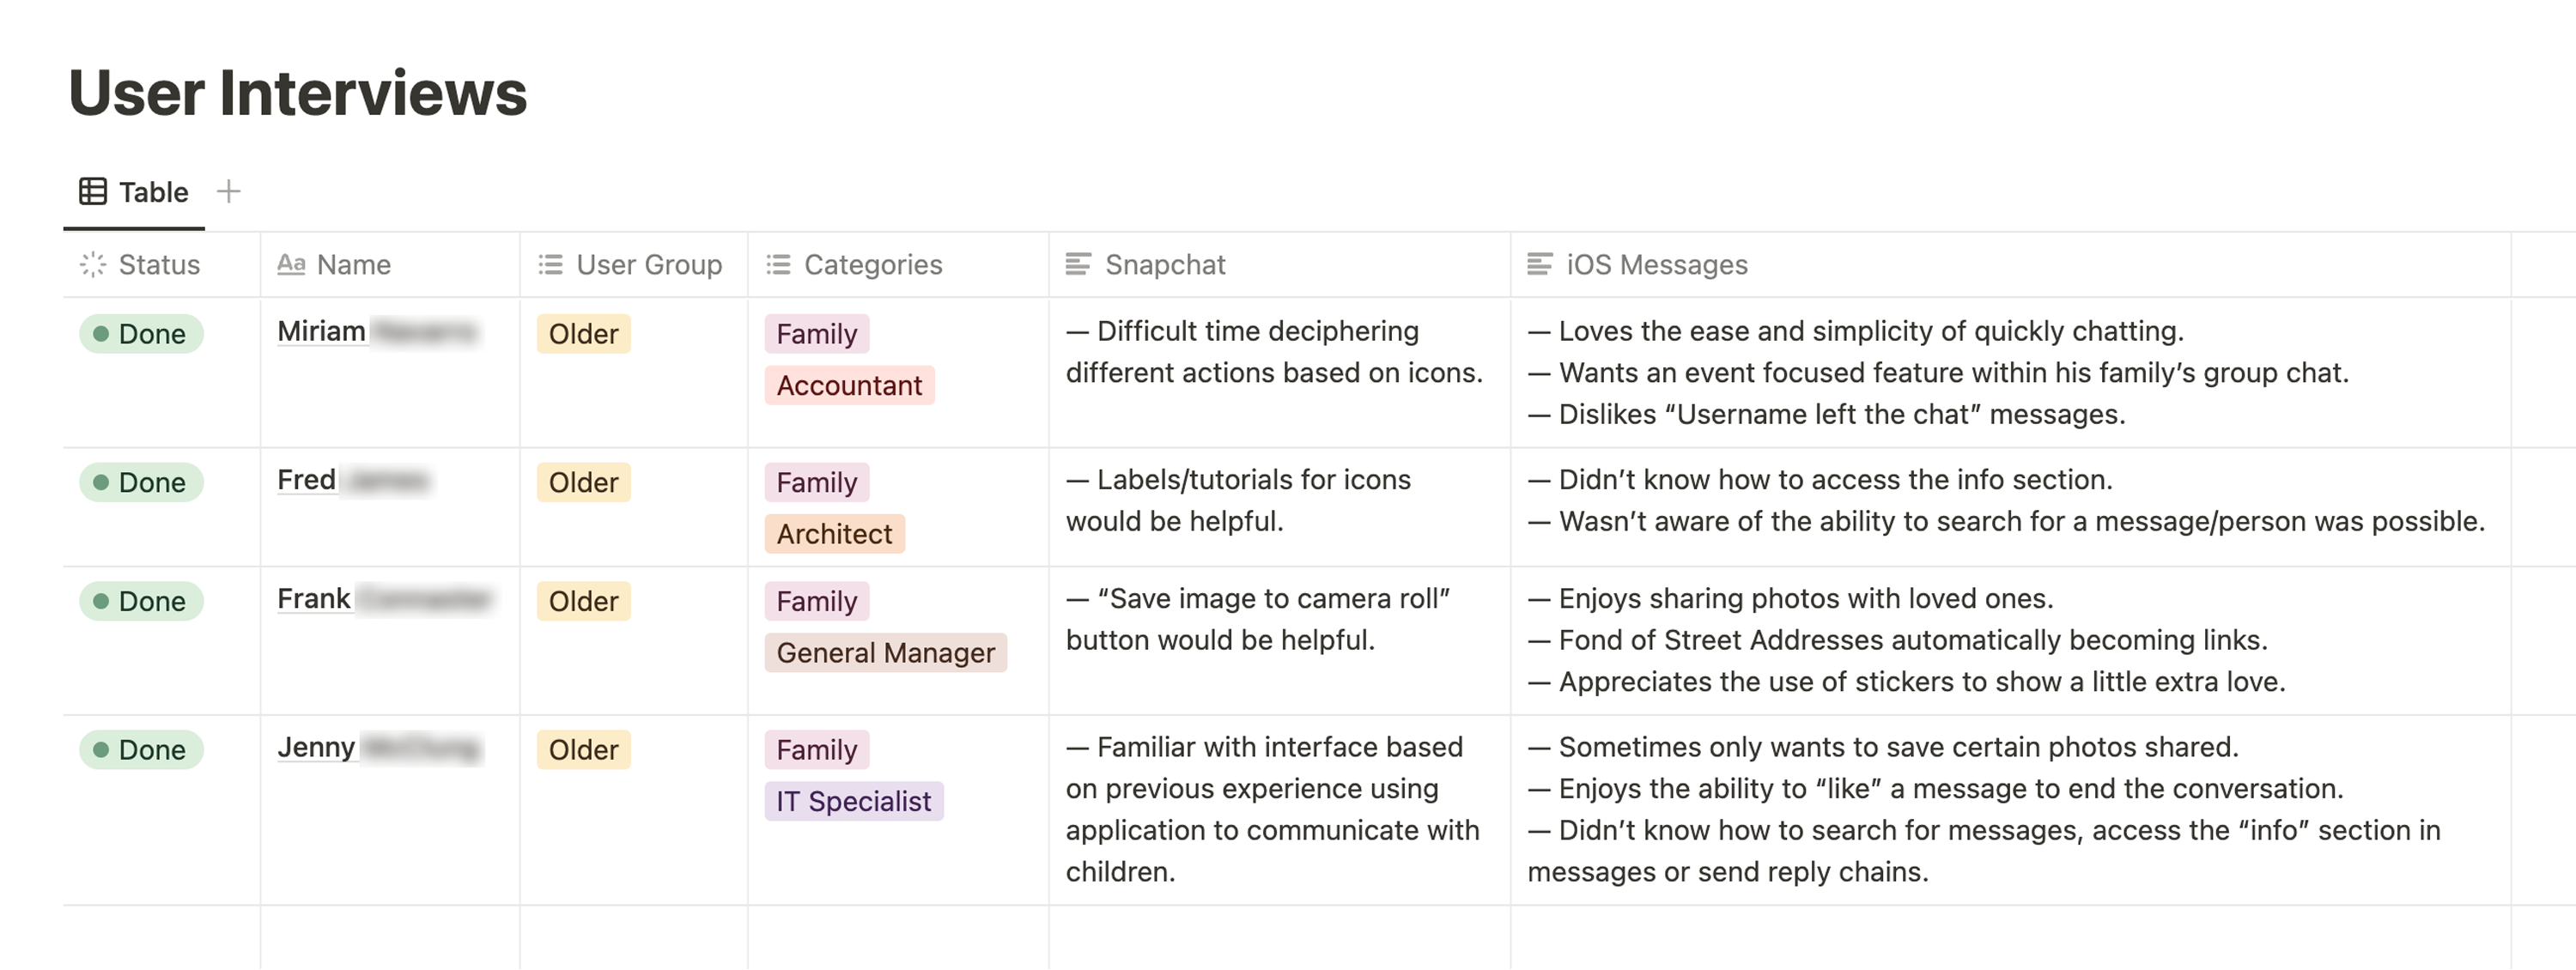 User Interviews
Table
Status Aa Name User Group Categories Snapchat iOS Messages
Done Miriam Older Family — Difficult time deciphering — Loves the ease and simplicity of quickly chatting.
different actions based on icons. — Wants an event focused feature within his family’s group chat.
Accountant — Dislikes “Username left the chat” messages.
Done Fred Older Family — Labels/tutorials for icons — Didn’t know how to access the info section.
would be helpful. — Wasn’t aware of the ability to search for a message/person was possible.
Architect
Done Frank Older Family — “Save image to camera roll” — Enjoys sharing photos with loved ones.
button would be helpful. — Fond of Street Addresses automatically becoming links.
General Manager — Appreciates the use of stickers to show a little extra love.
Done Jenny Older Family — Familiar with interface based — Sometimes only wants to save certain photos shared.
IT Specialist on previous experience using — Enjoys the ability to “like” a message to end the conversation.
application to communicate with — Didn’t know how to search for messages, access the “info” section in
children. messages or send reply chains.